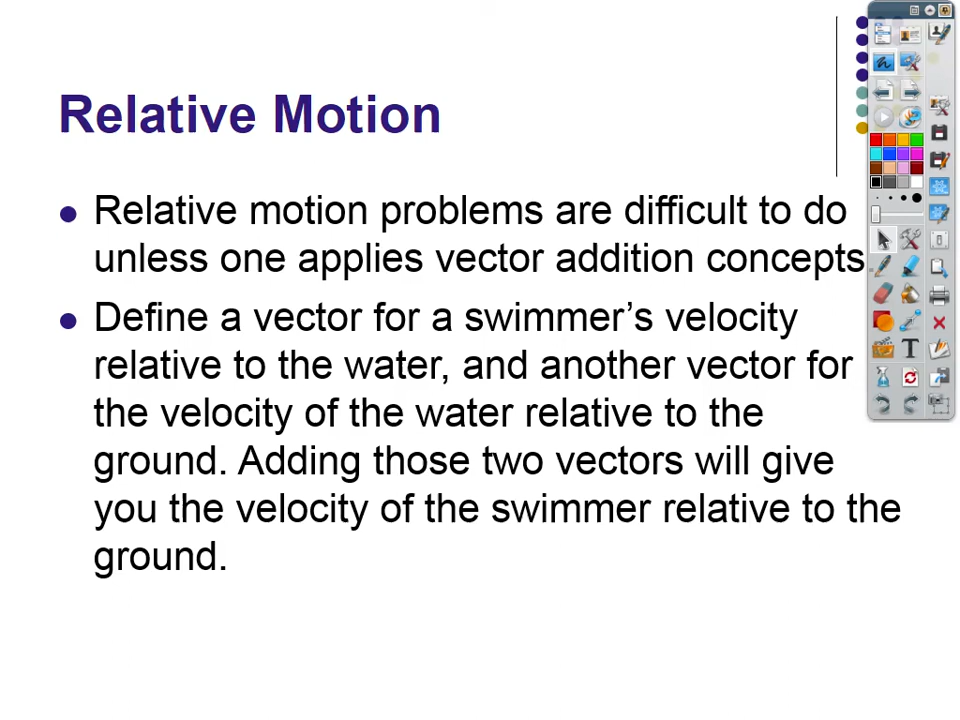 Relative Motion
Relative motion problems are difficult to do
unless one applies vector addition concepts.
Define a vector for a swimmer’s velocity
relative to the water, and another vector for
the velocity of the water relative to the
ground. Adding those two vectors will give
you the velocity of the swimmer relative to the
ground.